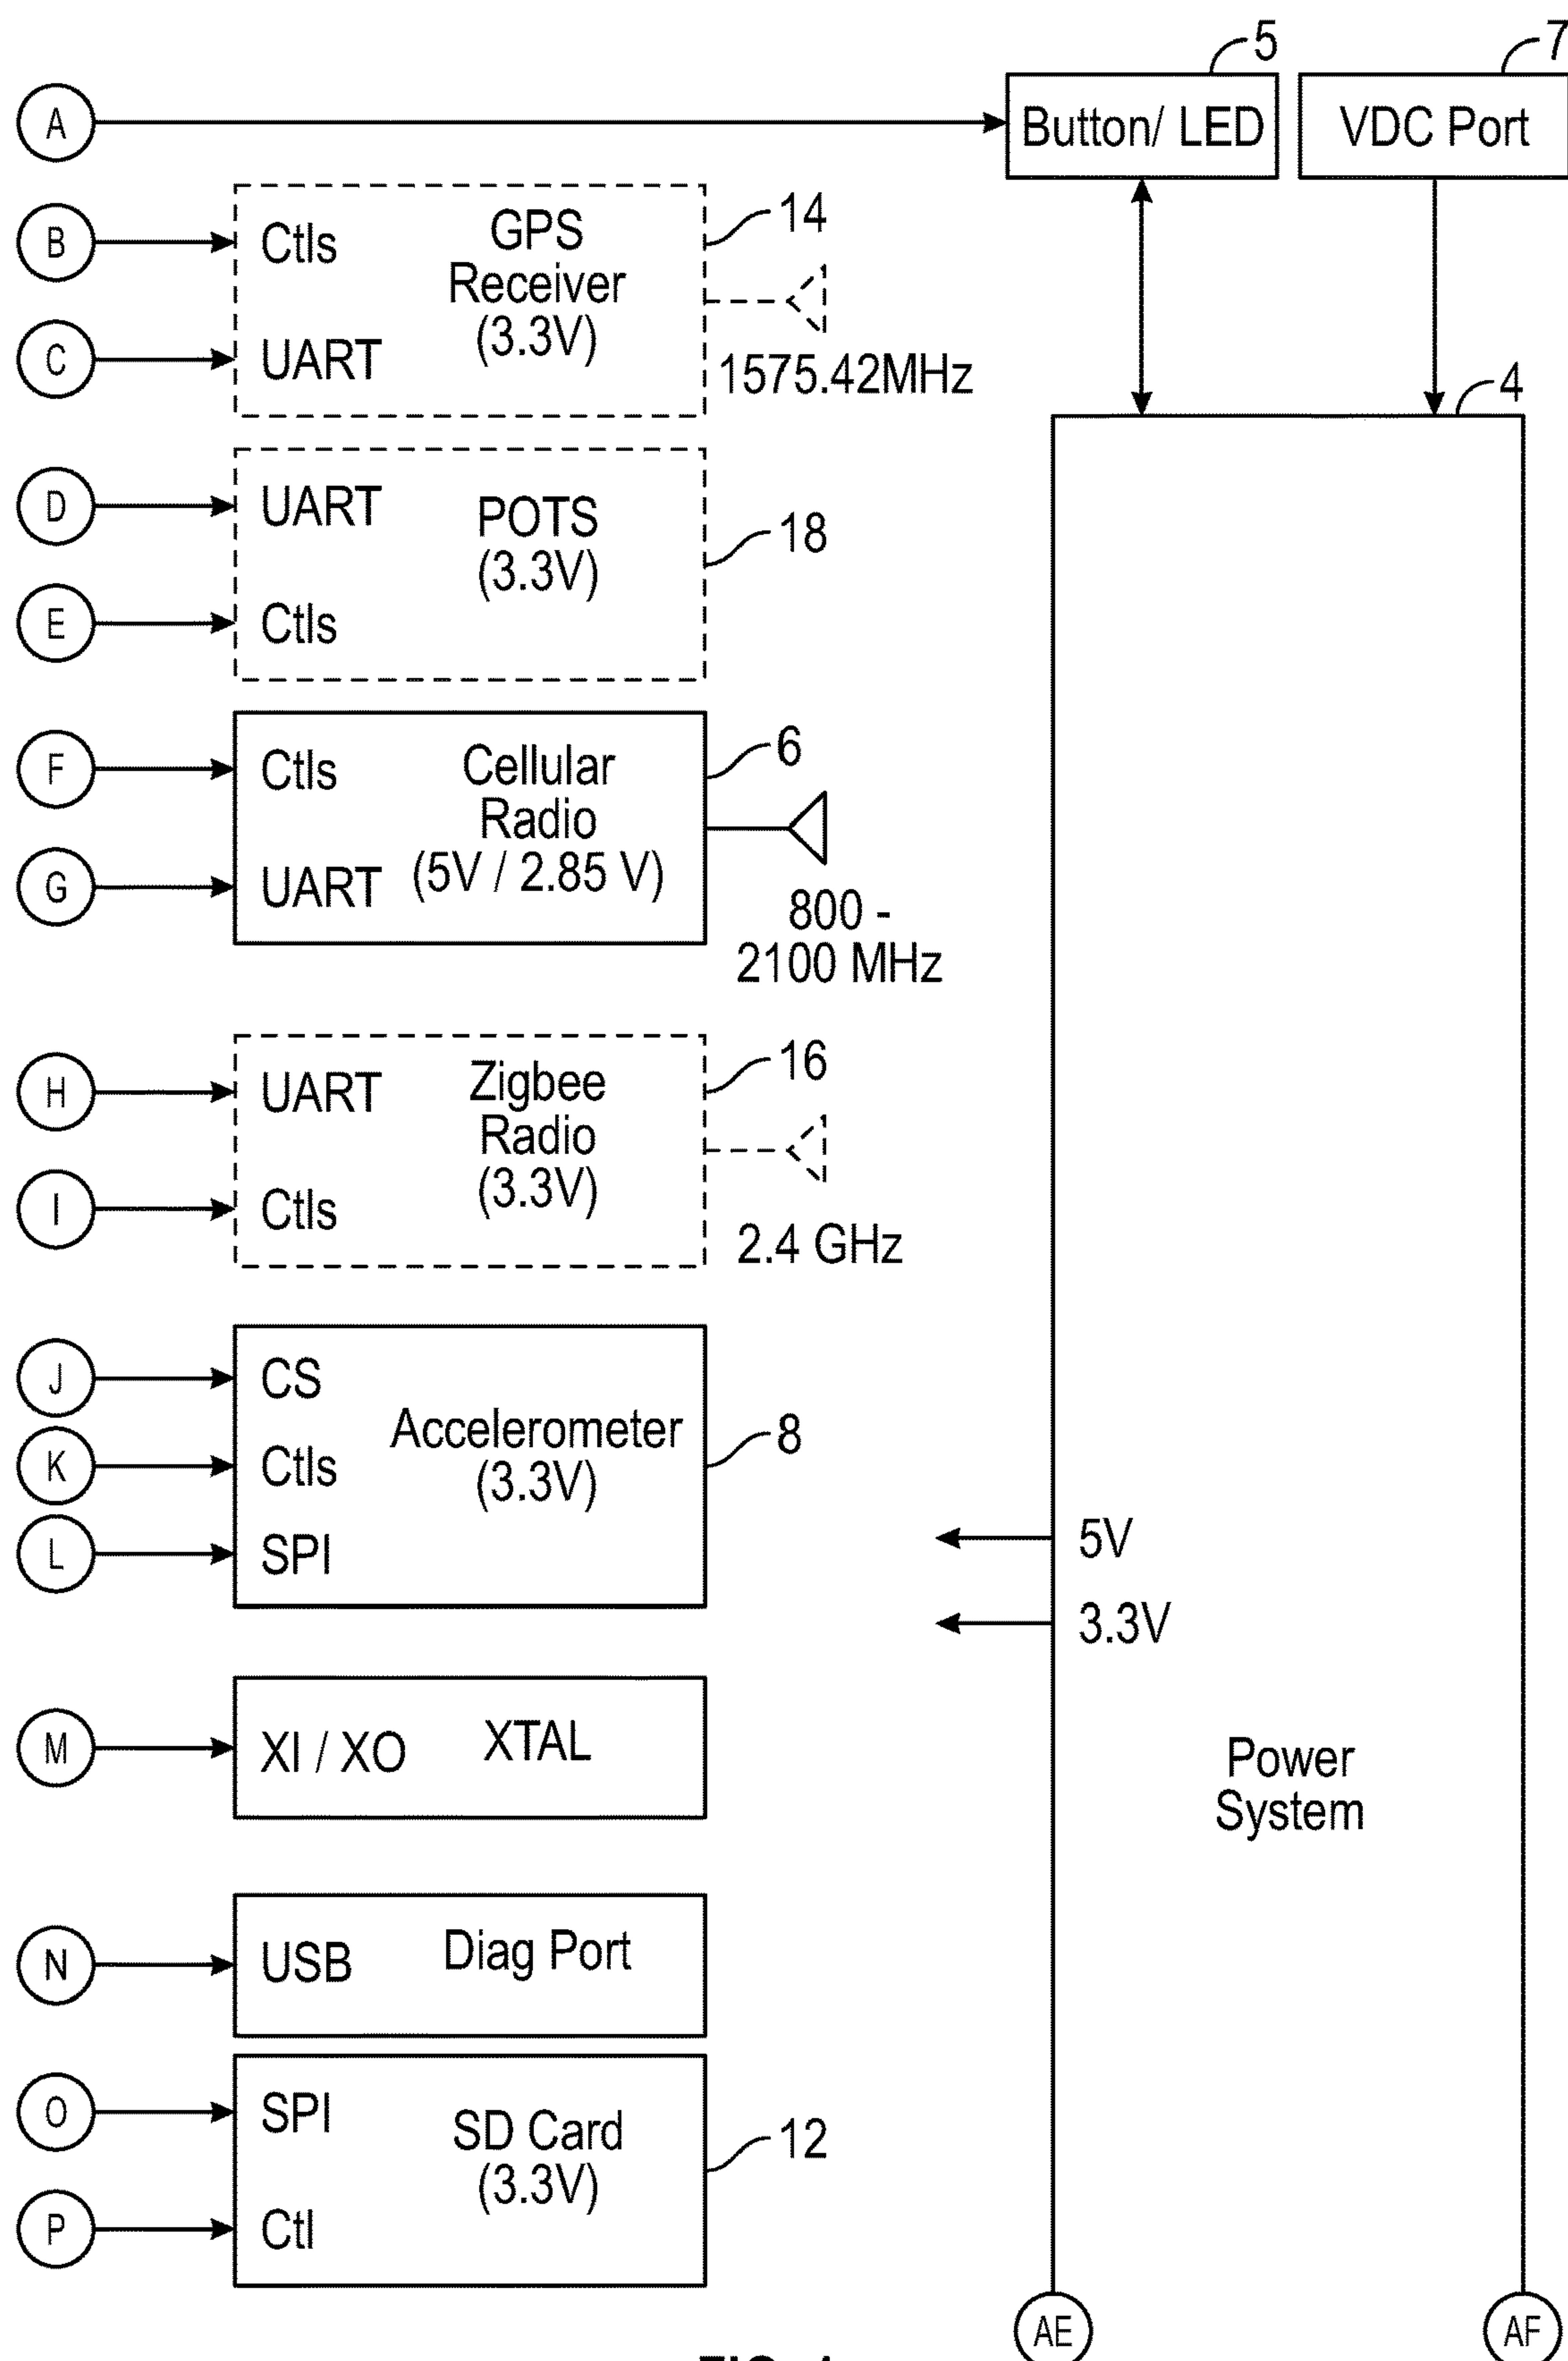 5
7
A
Button/ LED
VDC Port
B
Ctls
GPS
Receiver
(3.3V)
14
C
UART
1575.42MHz
4
D
UART
POTS
(3.3V)
18
E
Ctls
F
Ctls
Cellular
Radio
(5V / 2.85 V)
6
G
UART
800 -
2100 MHz
H
UART
Zigbee
Radio
(3.3V)
16
I
Ctls
2.4 GHz
J
CS
Accelerometer
(3.3V)
8
K
Ctls
L
SPI
5V
3.3V
M
XI / XO
XTAL
Power
System
N
USB
Diag Port
O
SPI
SD Card
(3.3V)
12
P
Ctl
AE
AF